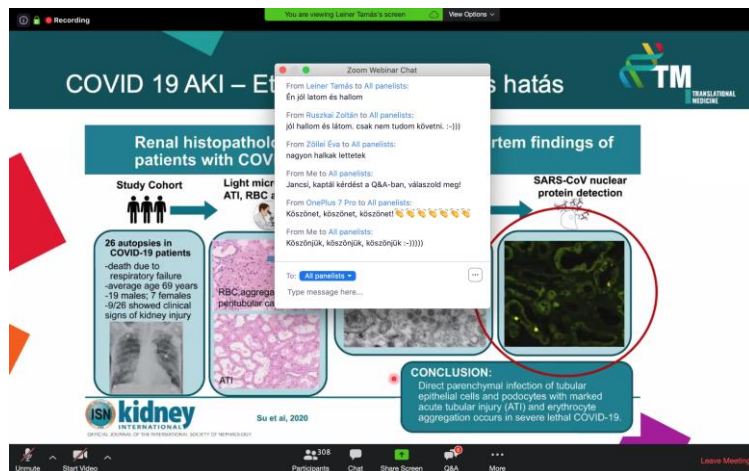 Recording
You are viewing Leiner Tamás's screen
View Options
COVID 19 AKI – Et
s hatás
TM
TRANSLATIONAL
MEDICINE
Zoom Webinar Chat
From Leiner Tamás to All panelists:
Én jól latom és hallom
From Ruszkai Zoltán to All panelists:
jól hallom és látom. csak nem tudom követni. :-)))
From Zöllei Éva to All panelists:
nagyon halkak lettetek
From Me to All panelists:
Jancsi, kaptál kérdést a Q&A-ban, válaszold meg!
From OnePlus 7 Pro to All panelists:
Köszönet, köszönet, köszönet!👏👏👏👏👏👏👏
From Me to All panelists:
Köszönjük, köszönjük, köszönjük :-)))))
To: All panelists
Type message here...
Renal histopathol
rtem findings of
patients with COV
Study Cohort
Light micr
ATI, RBC a
SARS-CoV nuclear
protein detection
26 autopsies in
COVID-19 patients
-death due to
respiratory failure
-average age 69 years
-19 males; 7 females
-9/26 showed clinical
signs of kidney injury
RBC aggrega
peritubular ca
ATI
CONCLUSION:
Direct parenchymal infection of tubular
epithelial cells and podocytes with marked
acute tubular injury (ATI) and erythrocyte
aggregation occurs in severe lethal COVID-19.
ISN kidney
INTERNATIONAL
OFFICIAL JOURNAL OF THE INTERNATIONAL SOCIETY OF NEPHROLOGY
Su et al, 2020
Unmute
Start Video
308
Participants
Chat
Share Screen
Q&A
More
Leave Meeting